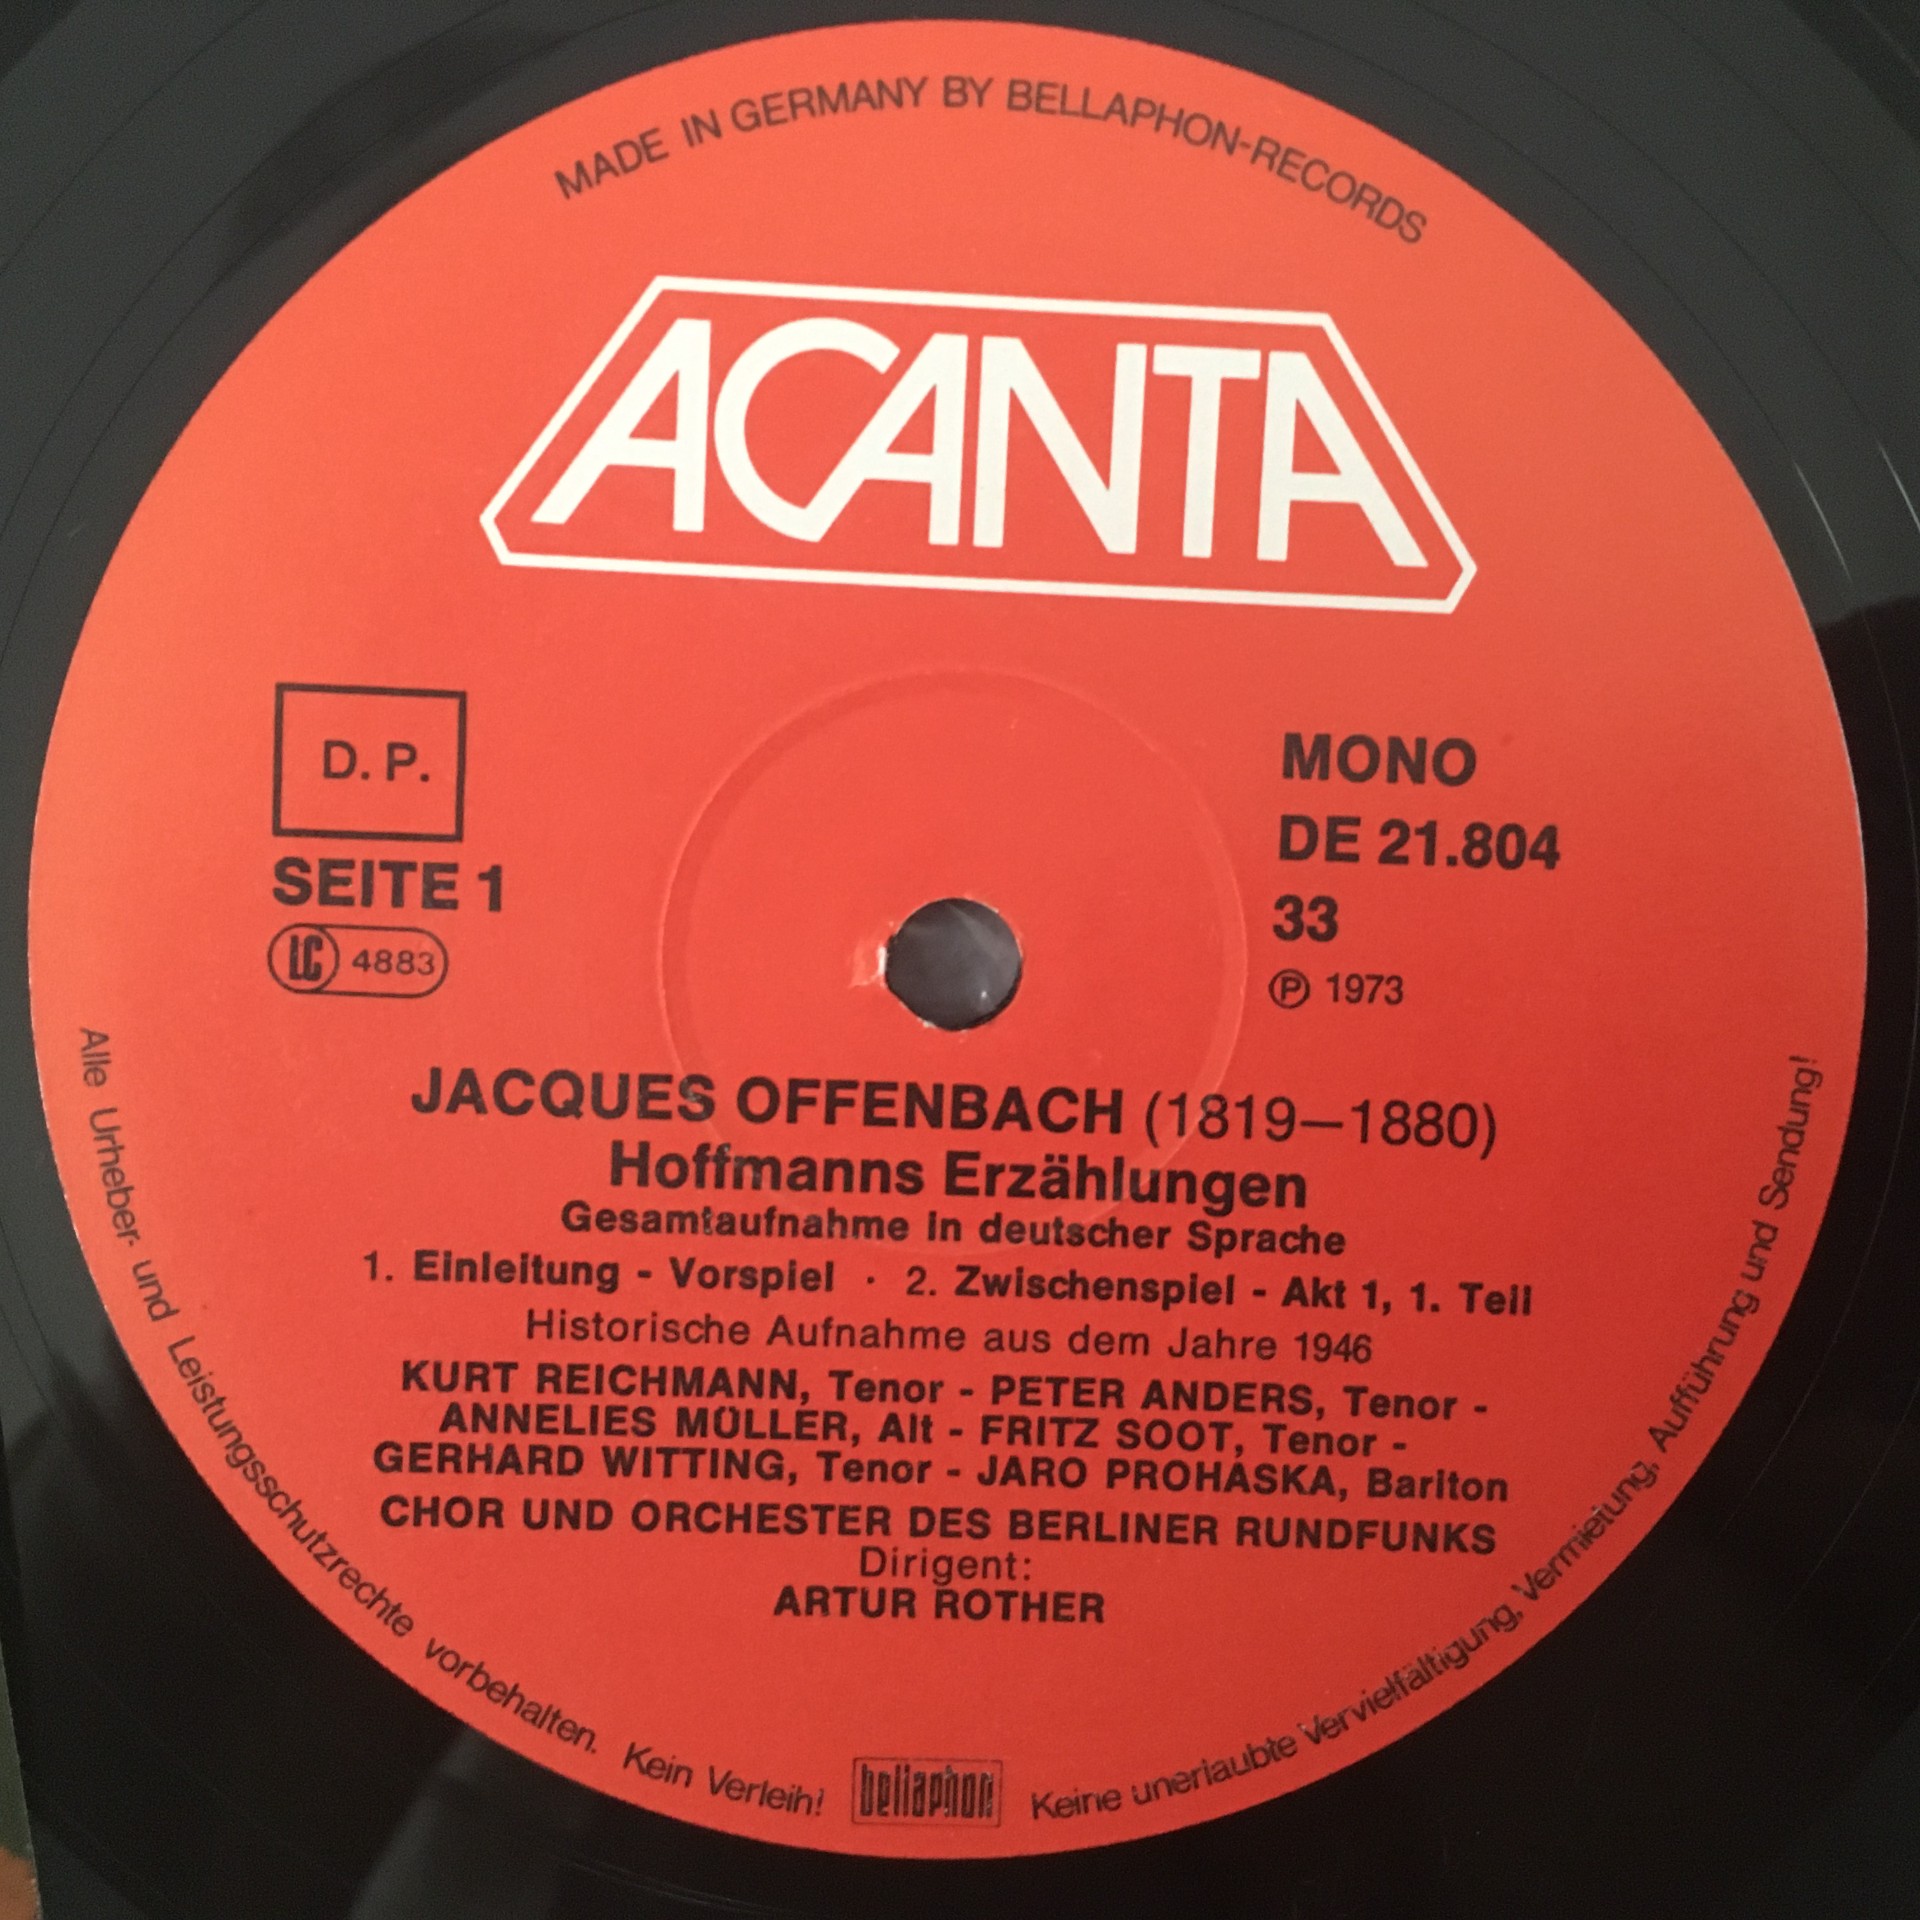 MADE IN GERMANY BY BELLAPHON-RECORDS
ACANTA
D. P.
SEITE 1
LC 4883
MONO
DE 21.804
33
Ⓟ 1973
JACQUES OFFENBACH (1819–1880)
Hoffmanns Erzählungen
Gesamtaufnahme in deutscher Sprache
1. Einleitung - Vorspiel · 2. Zwischenspiel - Akt 1, 1. Teil
Historische Aufnahme aus dem Jahre 1946
KURT REICHMANN, Tenor - PETER ANDERS, Tenor -
ANNELIES MÜLLER, Alt - FRITZ SOOT, Tenor -
GERHARD WITTING, Tenor - JARO PROHASKA, Bariton
CHOR UND ORCHESTER DES BERLINER RUNDFUNKS
Dirigent:
ARTUR ROTHER
Alle Urheber- und Leistungsschutzrechte vorbehalten. Kein Verleih!
bellaphon
Keine unerlaubte Vervielfältigung, Vermietung, Aufführung und Sendung!